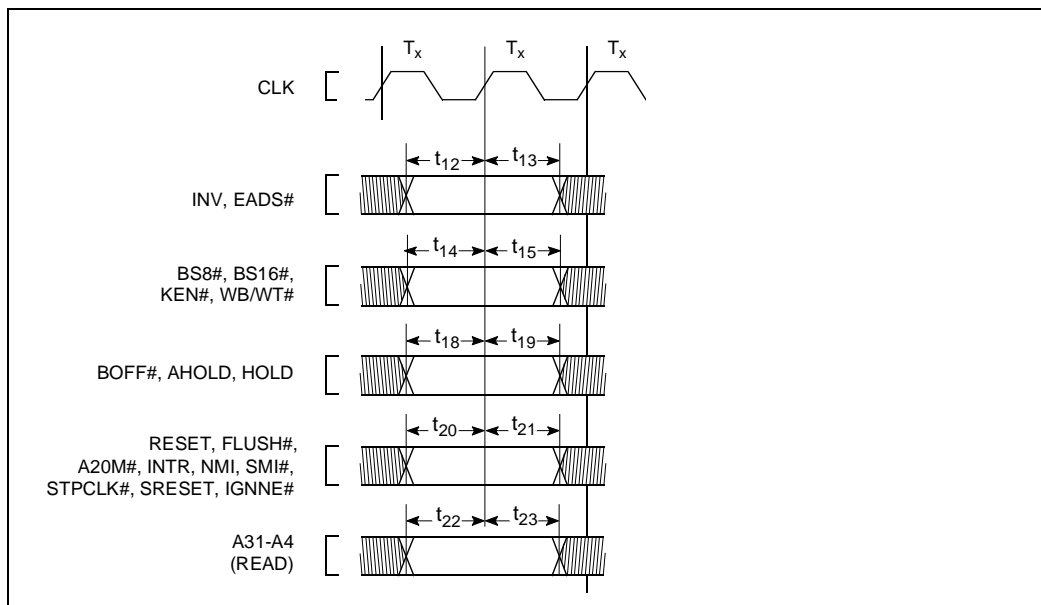 Tx Tx Tx
CLK
t12 t13
INV, EADS#
t14 t15
BS8#, BS16#,
KEN#, WB/WT#
t18 t19
BOFF#, AHOLD, HOLD
t20 t21
RESET, FLUSH#,
A20M#, INTR, NMI, SMI#,
STPCLK#, SRESET, IGNNE#
t22 t23
A31-A4
(READ)